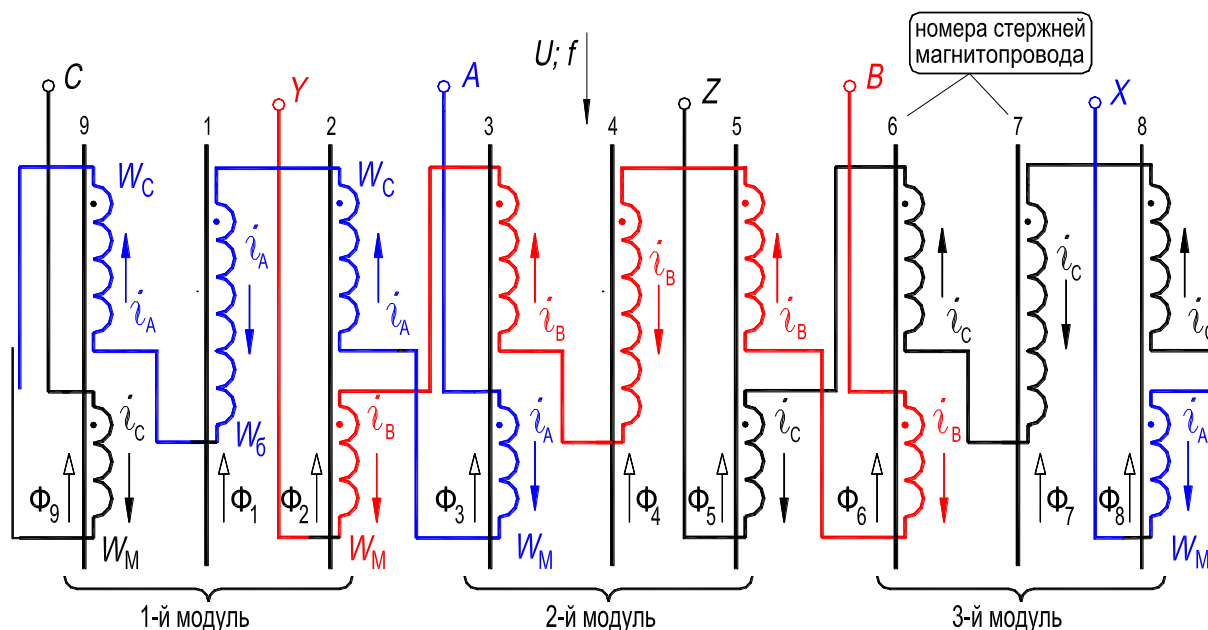 номера стержней
магнитопровода
U; f
C
Y
A
Z
B
X
9
1
2
3
4
5
6
7
8
W_C
i_A
W_C
i_A
i_A
i_B
i_B
i_B
i_C
i_C
i_C
i_C
W_б
i_B
i_A
i_C
i_B
i_A
Φ_9
Φ_1
Φ_2
Φ_3
Φ_4
Φ_5
Φ_6
Φ_7
Φ_8
W_M
W_M
W_M
W_M
1-й модуль
2-й модуль
3-й модуль